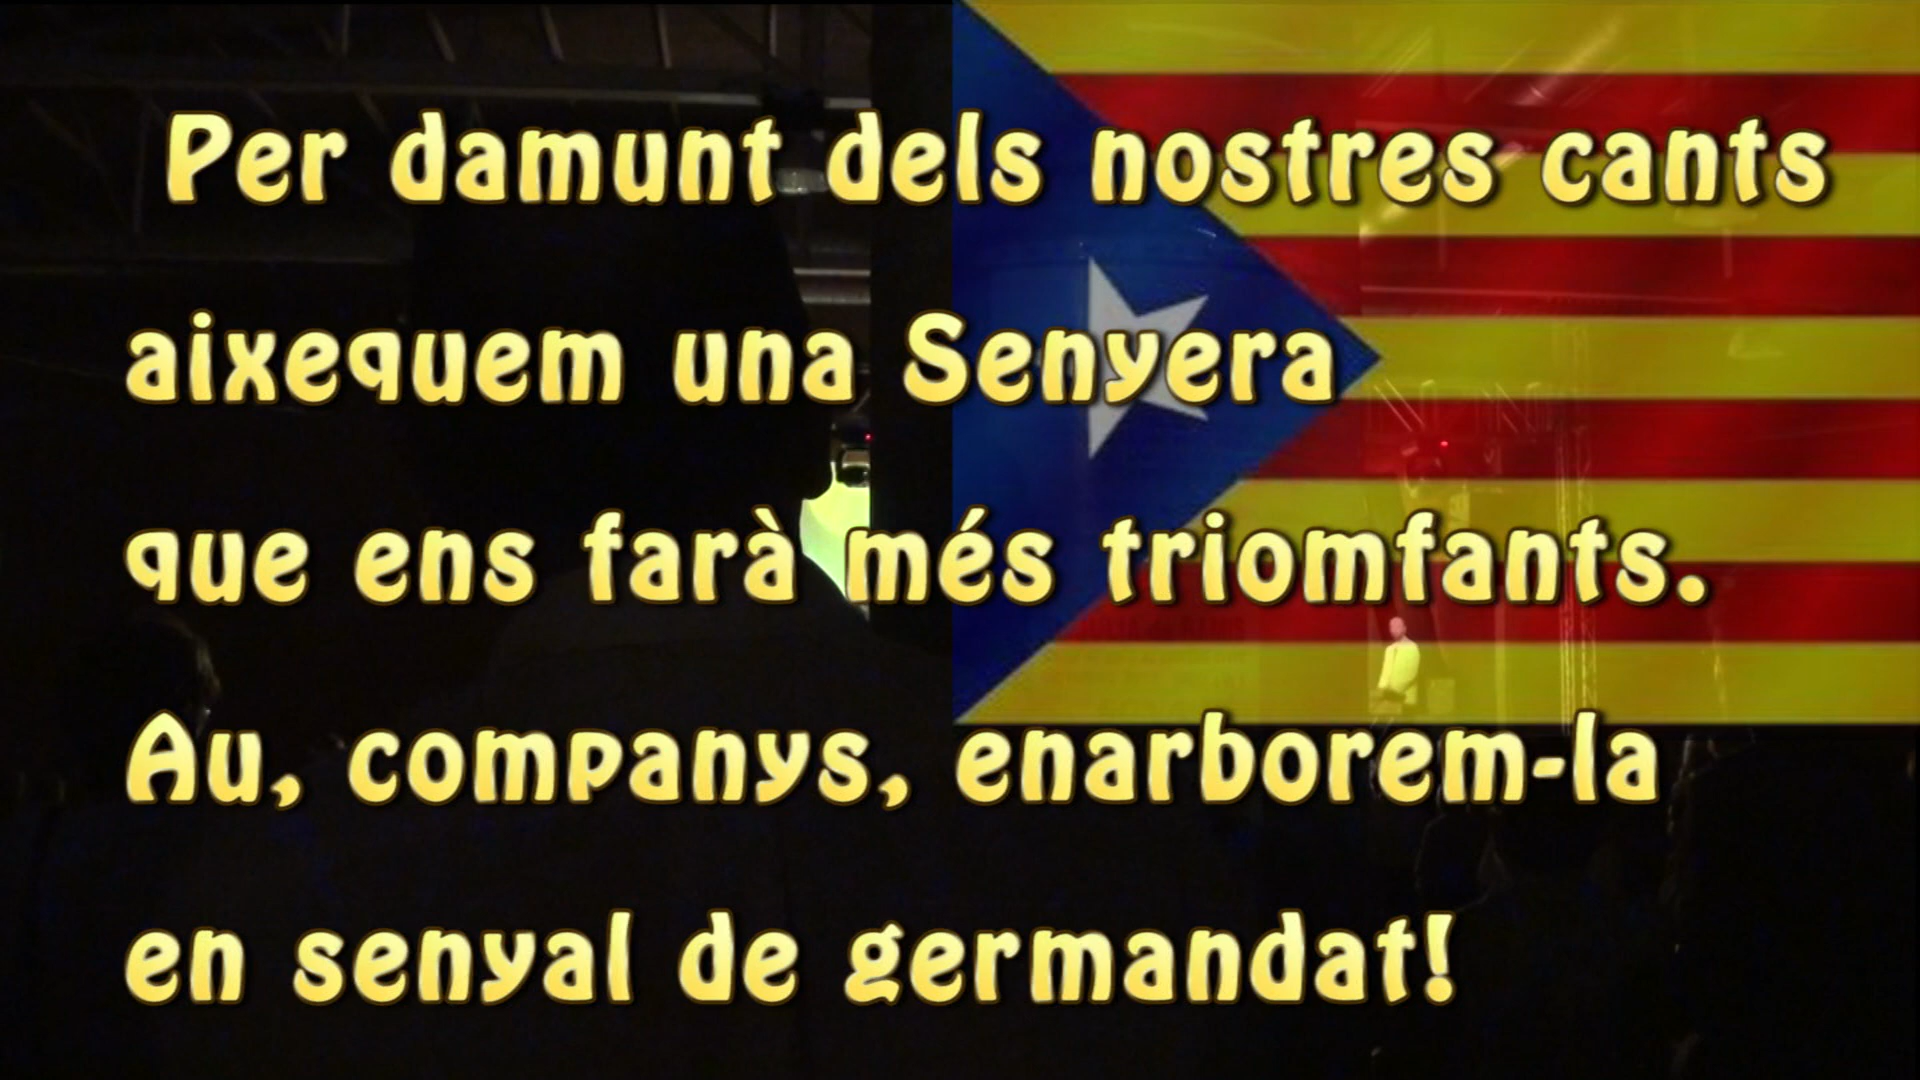 Per damunt dels nostres cants
aixequem una Senyera
que ens farà més triomfants.
Au, companys, enarborem-la
en senyal de germandat!